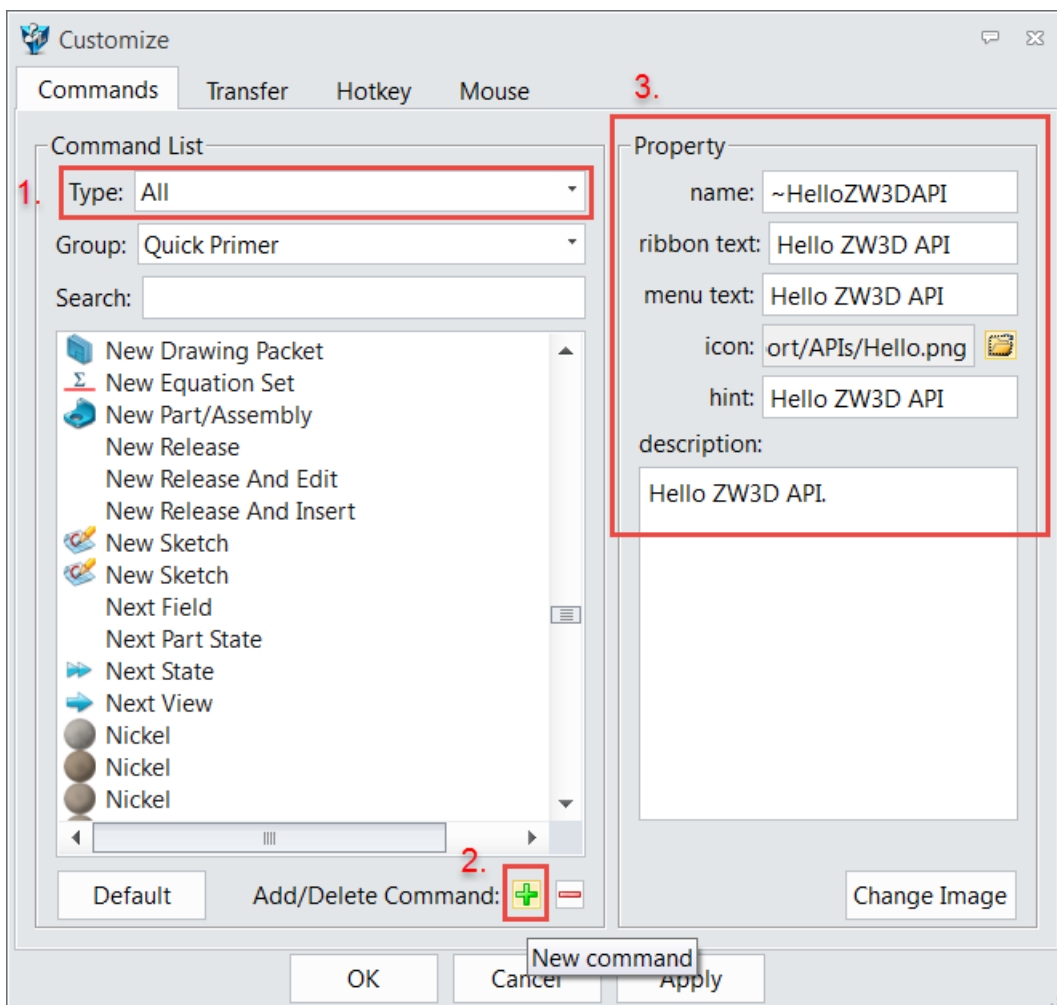 Customize
Commands Transfer Hotkey Mouse 3.
Command List
1. Type: All
Group: Quick Primer
Search:
New Drawing Packet
New Equation Set
New Part/Assembly
New Release
New Release And Edit
New Release And Insert
New Sketch
New Sketch
Next Field
Next Part State
Next State
Next View
Nickel
Nickel
Nickel
2.
Default Add/Delete Command:
Property
name: ~HelloZW3DAPI
ribbon text: Hello ZW3D API
menu text: Hello ZW3D API
icon: ort/APIs/Hello.png
hint: Hello ZW3D API
description:
Hello ZW3D API.
Change Image
New command
OK Cancel Apply